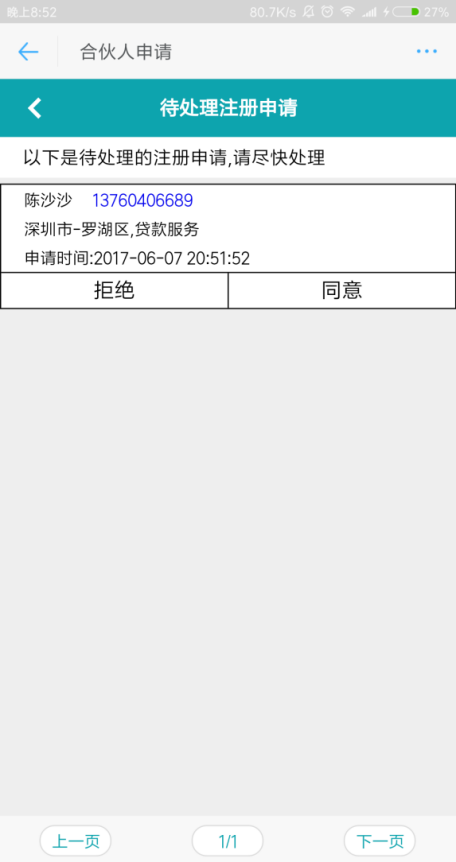 晚上8:52 80.7K/s 27%
合伙人申请
待处理注册申请
以下是待处理的注册申请,请尽快处理
陈沙沙 13760406689
深圳市-罗湖区,贷款服务
申请时间:2017-06-07 20:51:52
拒绝 同意
上一页 1/1 下一页